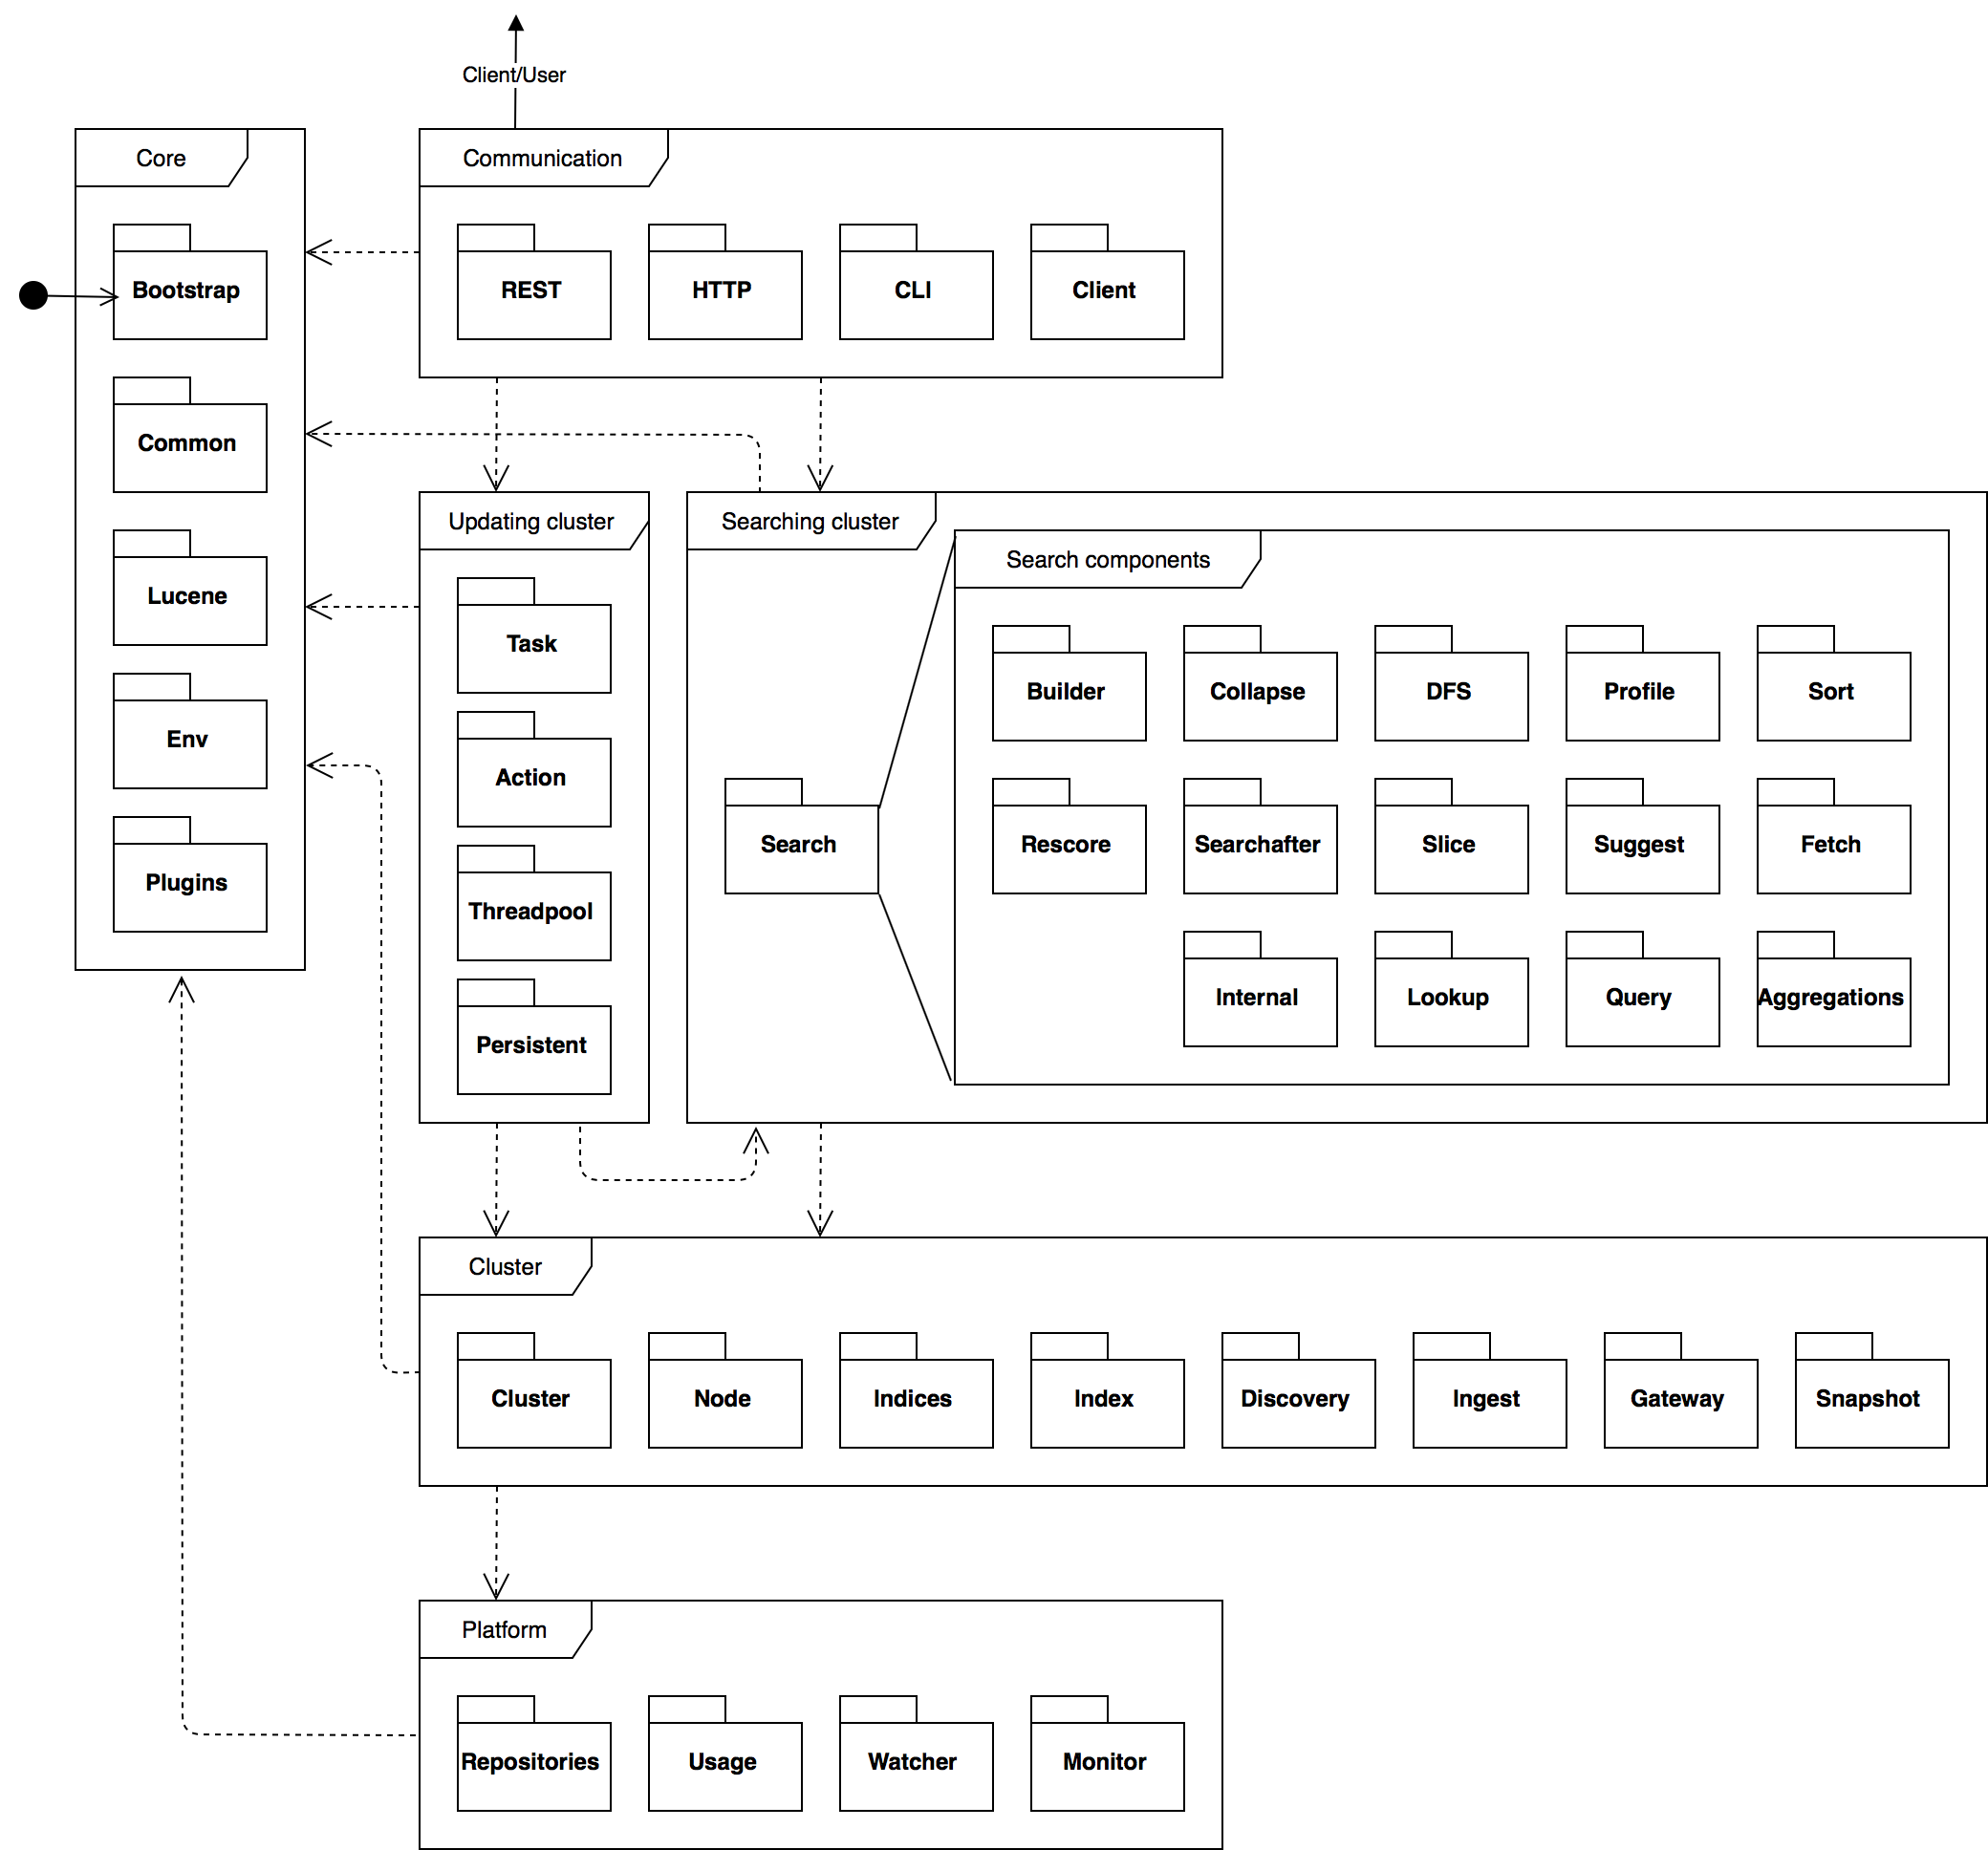 Client/User
Core
Bootstrap
Common
Lucene
Env
Plugins
Communication
REST
HTTP
CLI
Client
Updating cluster
Task
Action
Threadpool
Persistent
Searching cluster
Search
Search components
Builder
Collapse
DFS
Profile
Sort
Rescore
Searchafter
Slice
Suggest
Fetch
Internal
Lookup
Query
Aggregations
Cluster
Cluster
Node
Indices
Index
Discovery
Ingest
Gateway
Snapshot
Platform
Repositories
Usage
Watcher
Monitor